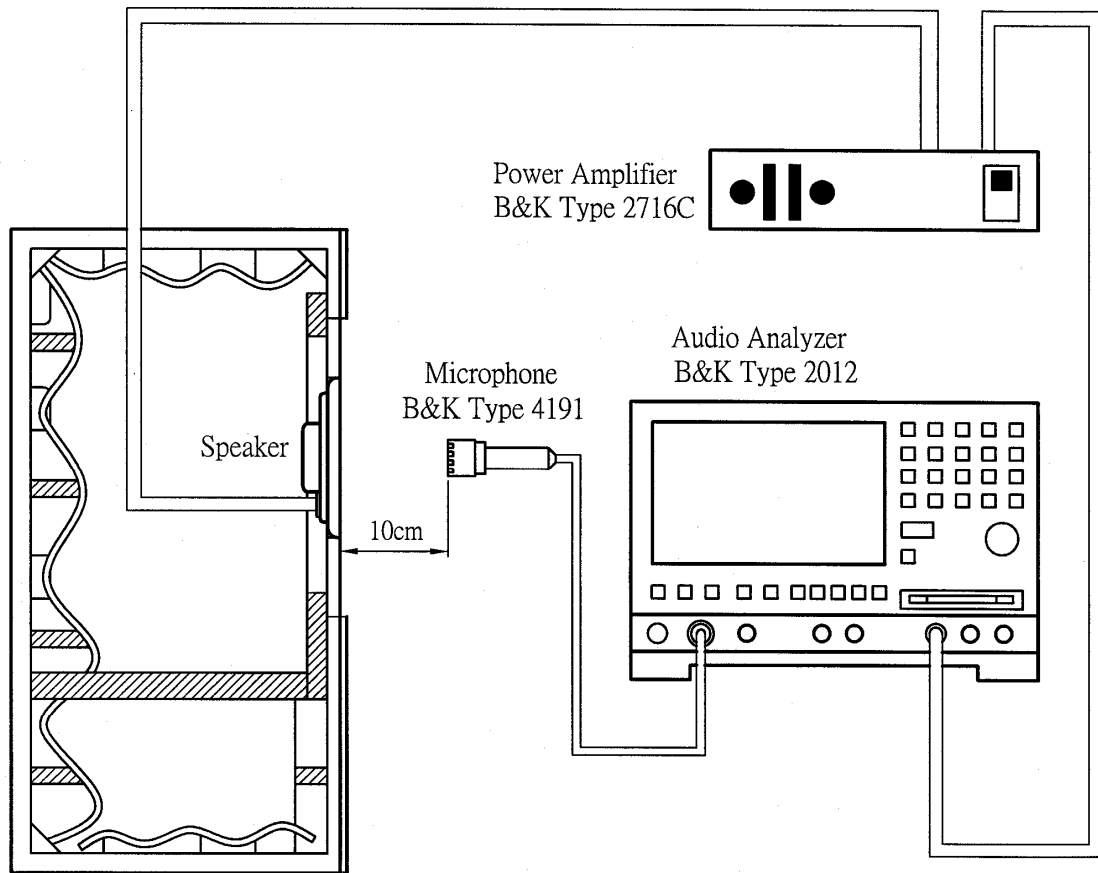 Power Amplifier
B&K Type 2716C
Audio Analyzer
B&K Type 2012
Microphone
B&K Type 4191
Speaker
10cm